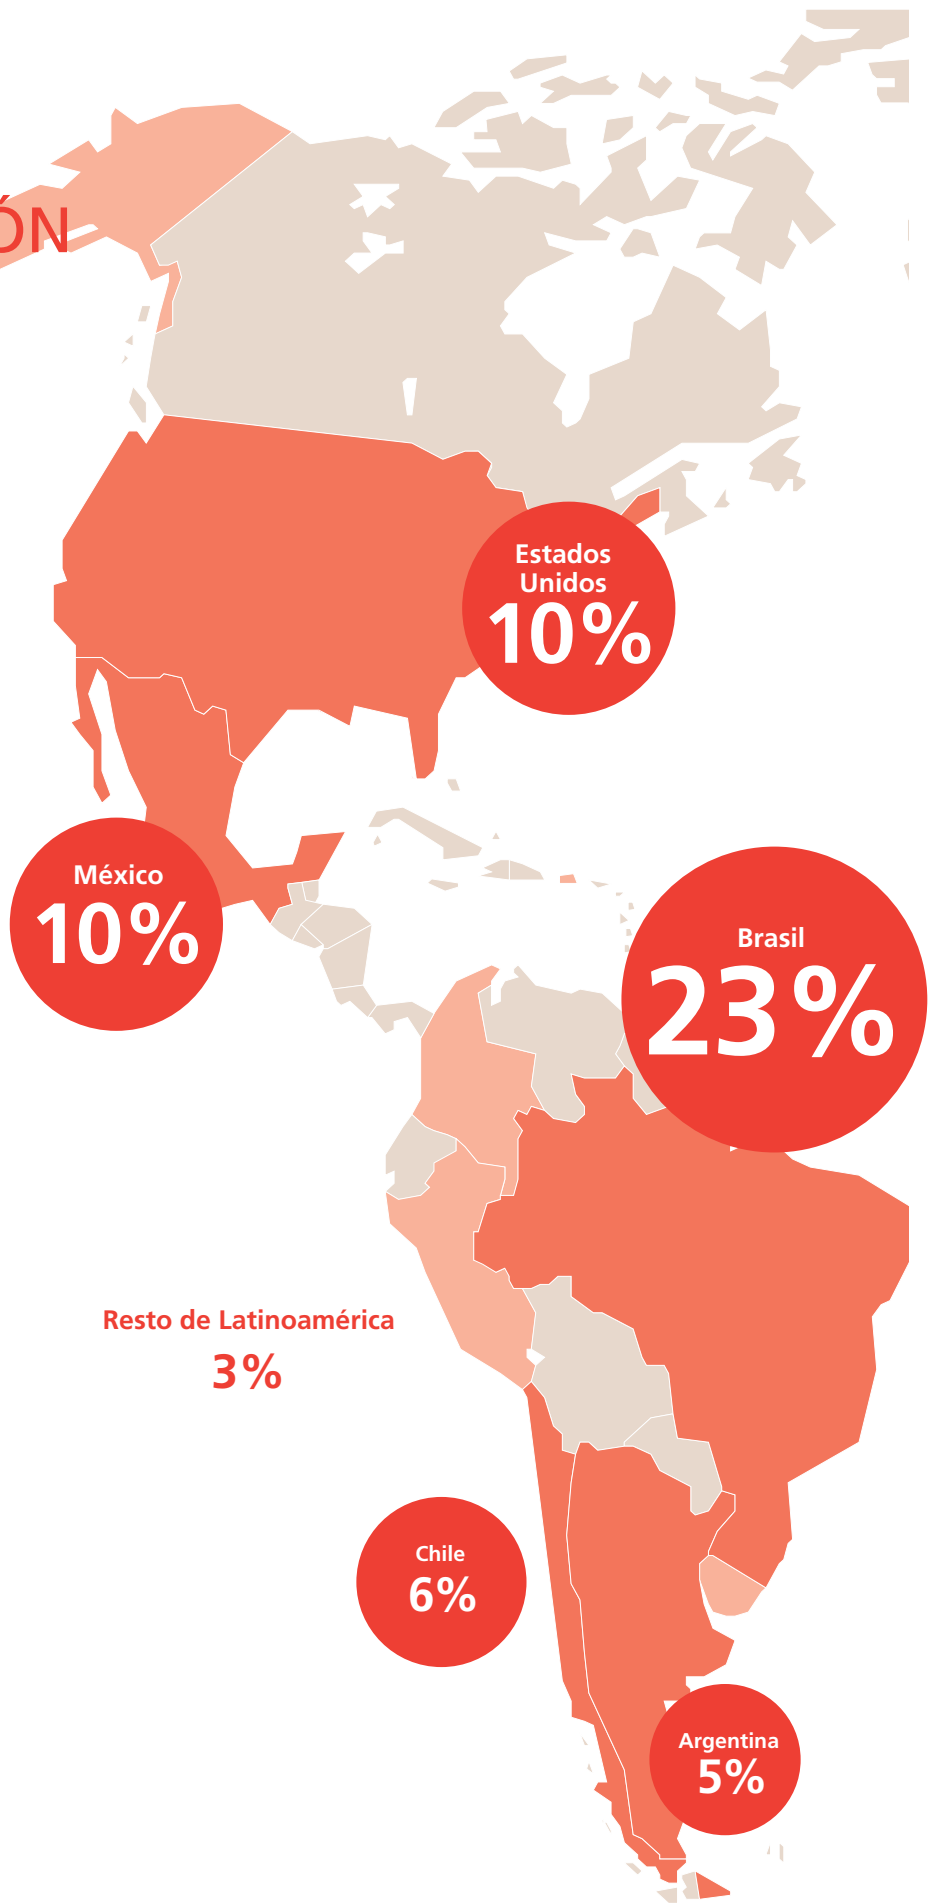 ÓN
Estados
Unidos
10%
México
10%
Brasil
23%
Resto de Latinoamérica
3%
Chile
6%
Argentina
5%